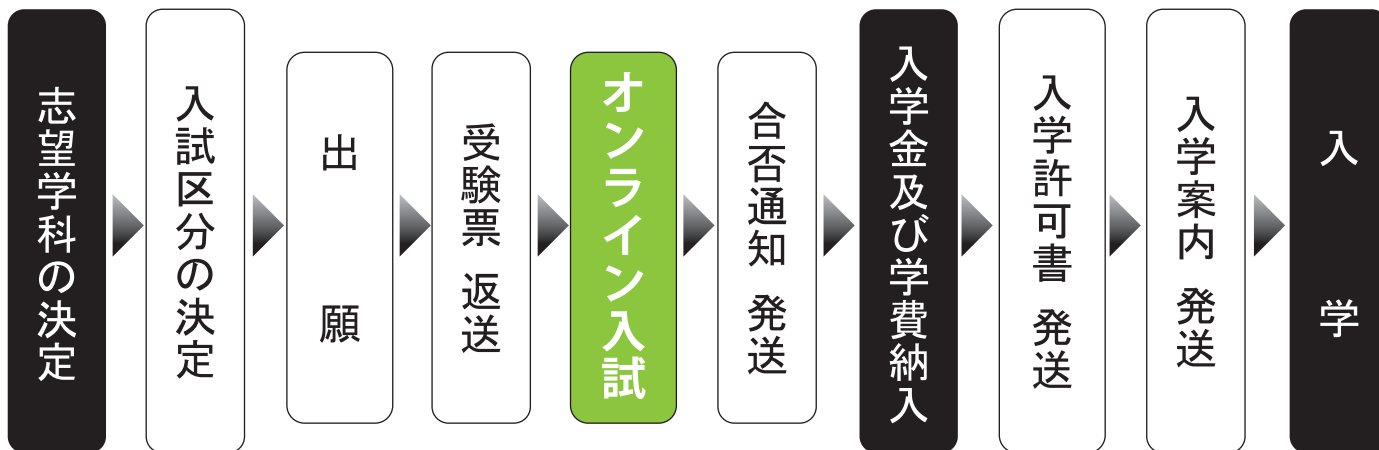 志望学科の決定
入試区分の決定
出願
受験票 返送
オンライン入試
合否通知 発送
入学金及び学費納入
入学許可書 発送
入学案内 発送
入学